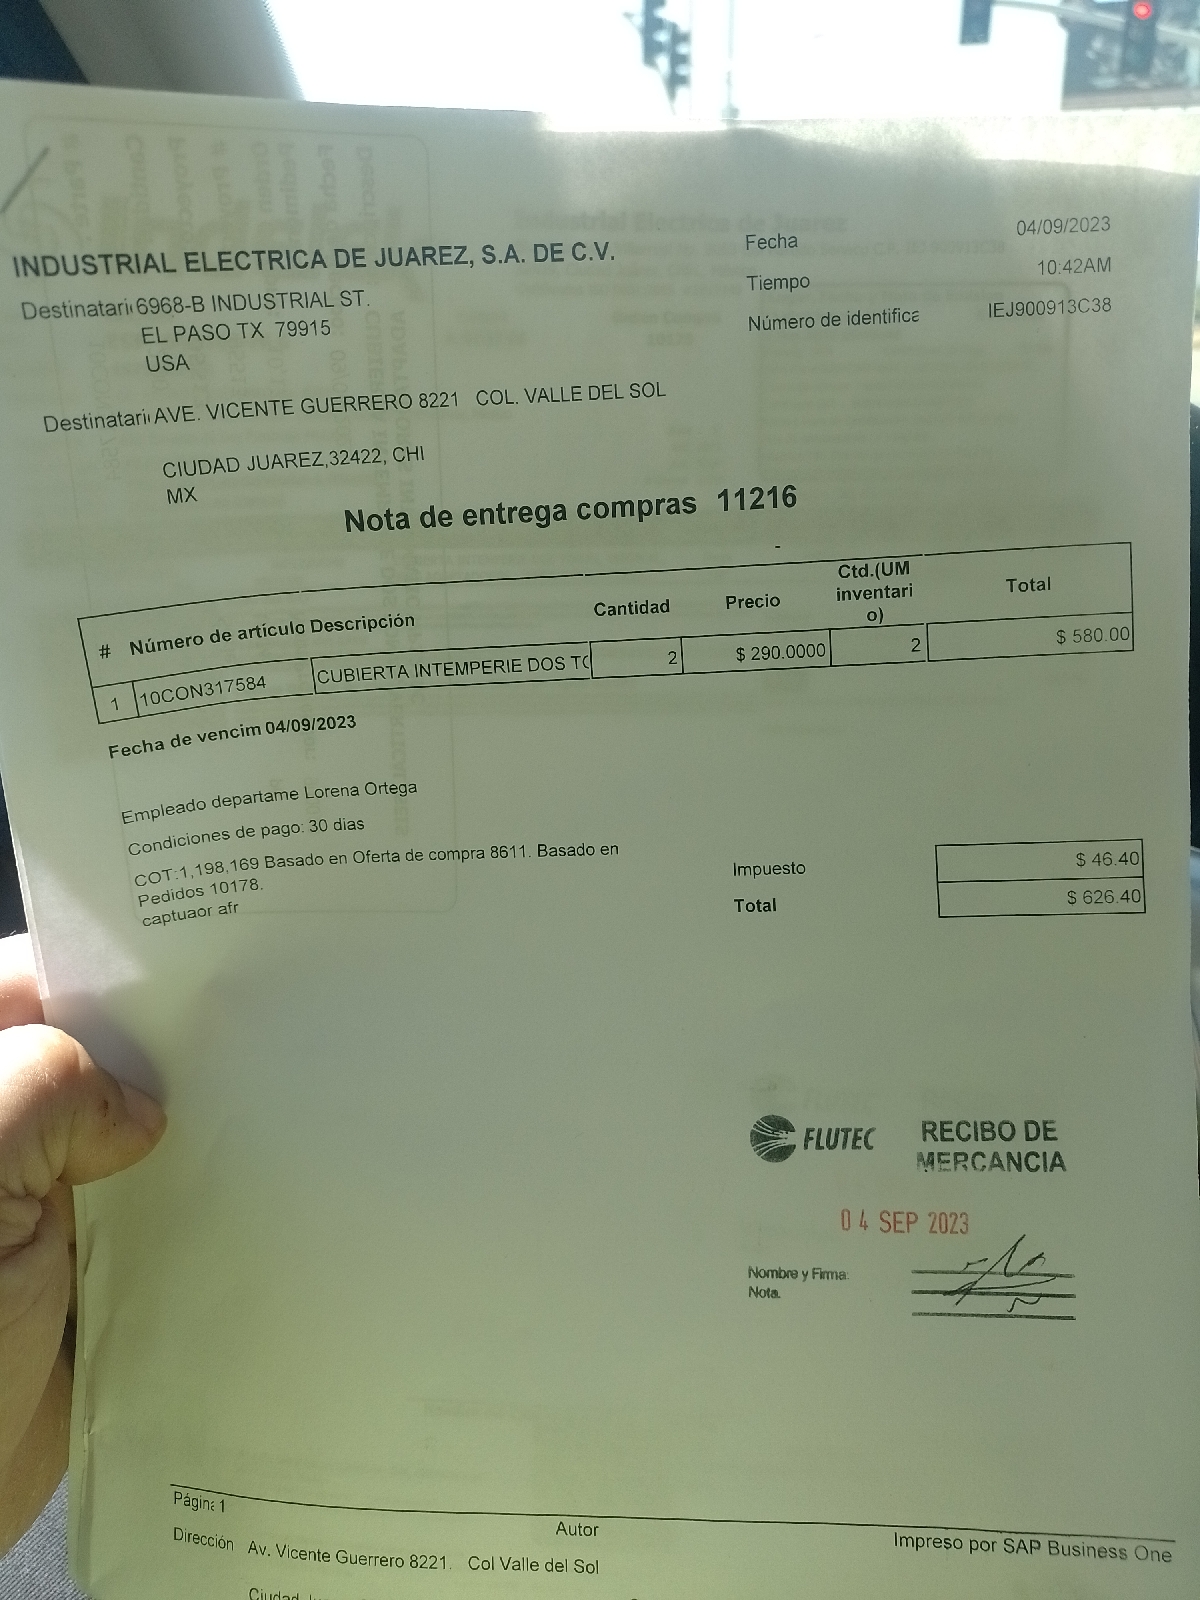 INDUSTRIAL ELECTRICA DE JUAREZ, S.A. DE C.V.
Fecha 04/09/2023
Tiempo 10:42AM
Número de identifica IEJ900913C38
Destinatari 6968-B INDUSTRIAL ST.
EL PASO TX 79915
USA
Destinatari AVE. VICENTE GUERRERO 8221 COL. VALLE DEL SOL
CIUDAD JUAREZ,32422, CHI
MX
Nota de entrega compras 11216
# Número de artículo Descripción Cantidad Precio Ctd.(UM inventari o) Total
1 10CON317584 CUBIERTA INTEMPERIE DOS TO 2 $ 290.0000 2 $ 580.00
Fecha de vencim 04/09/2023
Empleado departame Lorena Ortega
Condiciones de pago: 30 dias
COT:1,198,169 Basado en Oferta de compra 8611. Basado en
Pedidos 10178.
captuaor afr
Impuesto $ 46.40
Total $ 626.40
FLUTEC RECIBO DE
MERCANCIA
04 SEP 2023
Nombre y Firma:
Nota.
Página 1
Autor
Impreso por SAP Business One
Dirección Av. Vicente Guerrero 8221. Col Valle del Sol